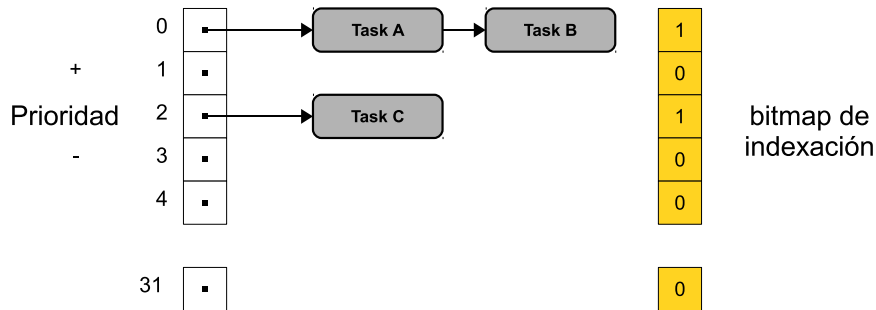 0 Task A Task B 1
+ 1 0
Prioridad 2 Task C 1 bitmap de
indexación
- 3 0
4 0
31 0